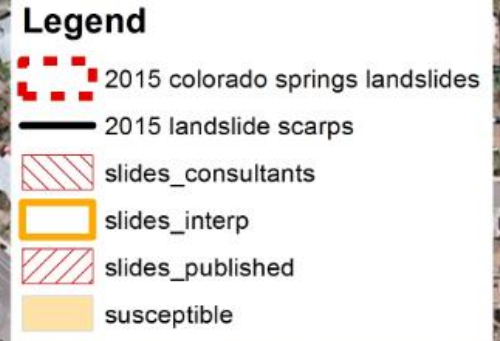 Legend
2015 colorado springs landslides
2015 landslide scarps
slides_consultants
slides_interp
slides_published
susceptible